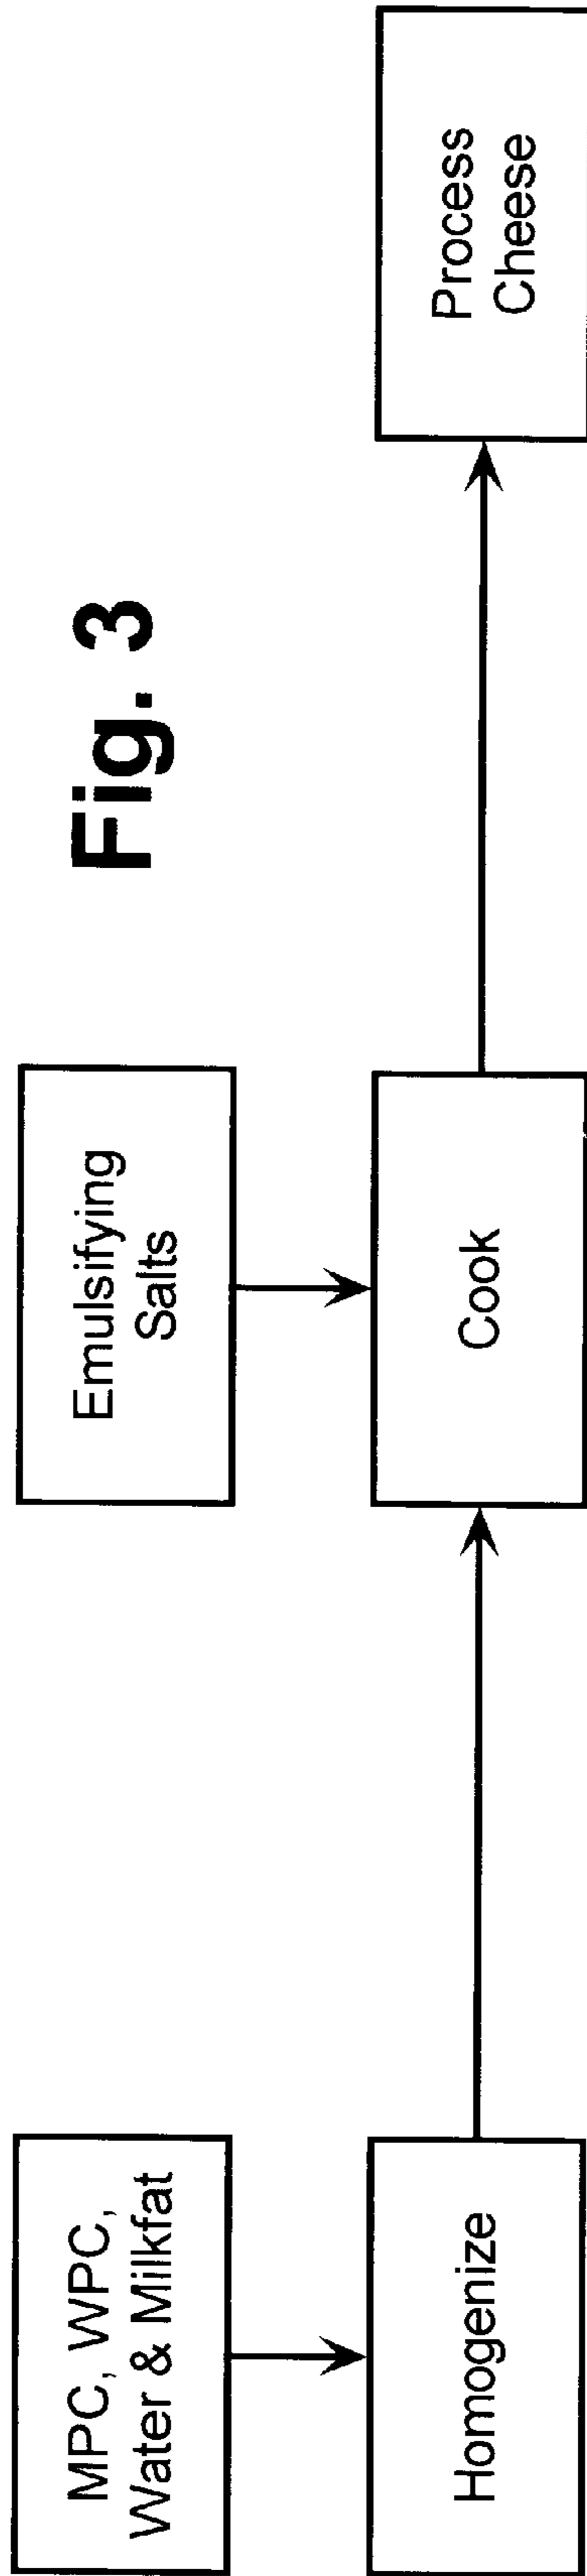 MPC, WPC,
Water & Milkfat
Homogenize
Emulsifying
Salts
Cook
Process
Cheese
Fig. 3